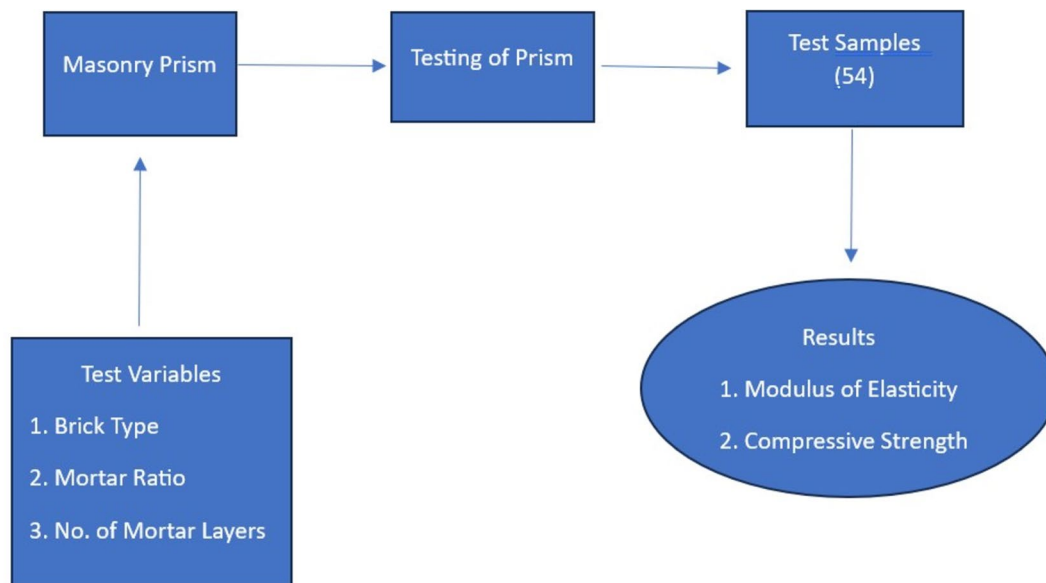 Masonry Prism
Testing of Prism
Test Samples
(54)
Test Variables
1. Brick Type
2. Mortar Ratio
3. No. of Mortar Layers
Results
1. Modulus of Elasticity
2. Compressive Strength